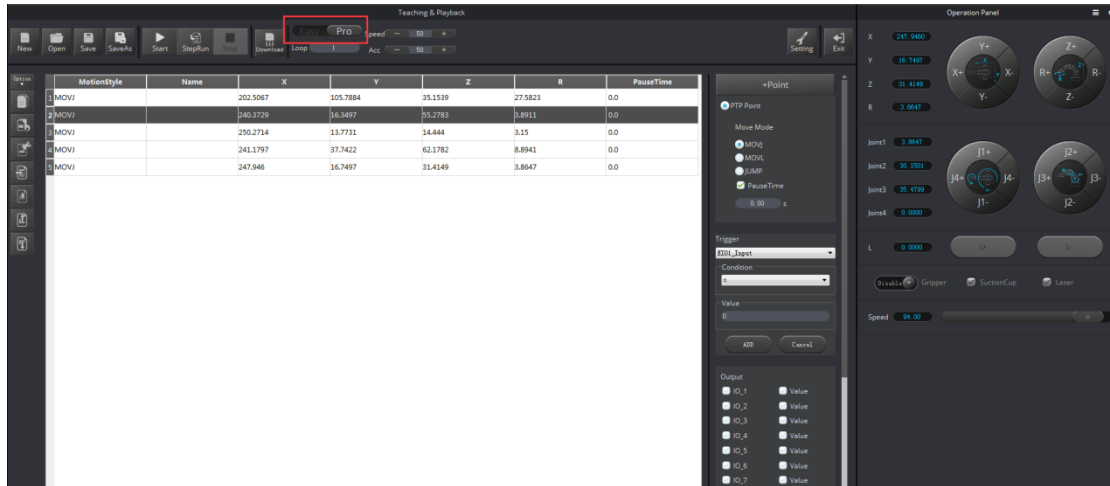 Teaching & Playback
Operation Panel
New Open Save SaveAs Start StepRun Stop Download
Easy Pro Speed - 50 +
Loop 1 Acc - 50 +
Setting Exit
Option
MotionStyle Name X Y Z R PauseTime
1 MOVJ 202.5067 105.7884 35.1539 27.5823 0.0
2 MOVJ 240.3729 16.3497 55.2783 3.8911 0.0
3 MOVJ 250.2714 13.7731 14.444 3.15 0.0
4 MOVJ 241.1797 37.7422 62.1782 8.8941 0.0
5 MOVJ 247.946 16.7497 31.4149 3.8647 0.0
+Point
PTP Point
Move Mode
MOVJ
MOVL
JUMP
PauseTime
0.00 s
Trigger
EIO1_Input
Condition
=
Value
0
ADD Cancel
Output
IO_1 Value
IO_2 Value
IO_3 Value
IO_4 Value
IO_5 Value
IO_6 Value
IO_7 Value
X 247.9460
Y 16.7497
Z 31.4149
R 3.8647
Y+
X+ X-
Y-
Z+
R+ R-
Z-
Joint1 3.8647
Joint2 30.1501
Joint3 35.4799
Joint4 0.0000
J1+
J4+ J4-
J1-
J2+
J3+ J3-
J2-
L 0.0000 L+ L-
Disable Gripper SuctionCup Laser
Speed 94.00